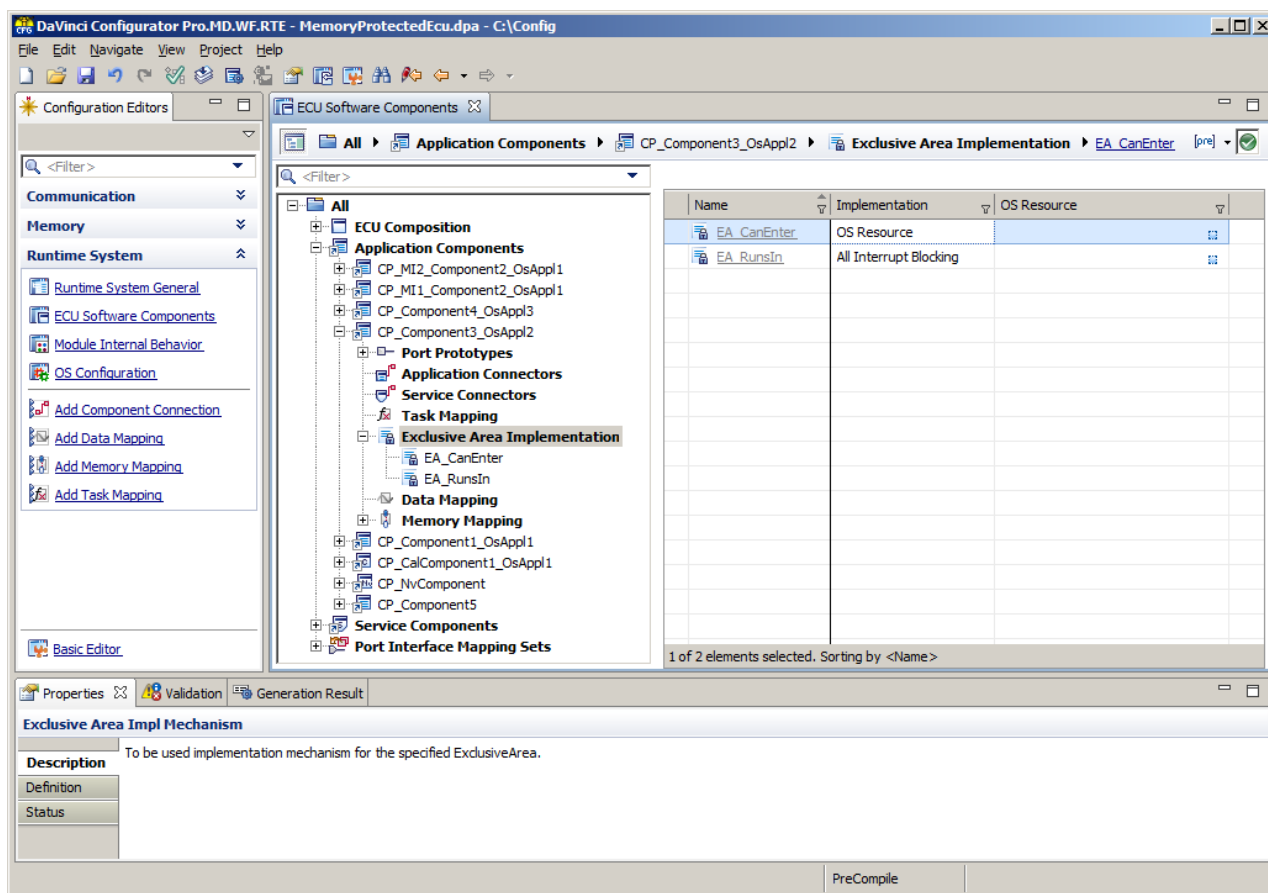 DaVinci Configurator Pro.MD.WF.RTE - MemoryProtectedEcu.dpa - C:\Config
File Edit Navigate View Project Help
Configuration Editors
<Filter>
Communication
Memory
Runtime System
Runtime System General
ECU Software Components
Module Internal Behavior
OS Configuration
Add Component Connection
Add Data Mapping
Add Memory Mapping
Add Task Mapping
Basic Editor
ECU Software Components
All Application Components CP_Component3_OsAppl2 Exclusive Area Implementation EA_CanEnter [pre]
<Filter>
All
ECU Composition
Application Components
CP_MI2_Component2_OsAppl1
CP_MI1_Component2_OsAppl1
CP_Component4_OsAppl3
CP_Component3_OsAppl2
Port Prototypes
Application Connectors
Service Connectors
Task Mapping
Exclusive Area Implementation
EA_CanEnter
EA_RunsIn
Data Mapping
Memory Mapping
CP_Component1_OsAppl1
CP_CalComponent1_OsAppl1
CP_NvComponent
CP_Component5
Service Components
Port Interface Mapping Sets
Name Implementation OS Resource
EA_CanEnter OS Resource
EA_RunsIn All Interrupt Blocking
1 of 2 elements selected. Sorting by <Name>
Properties Validation Generation Result
Exclusive Area Impl Mechanism
Description
Definition
Status
To be used implementation mechanism for the specified ExclusiveArea.
PreCompile